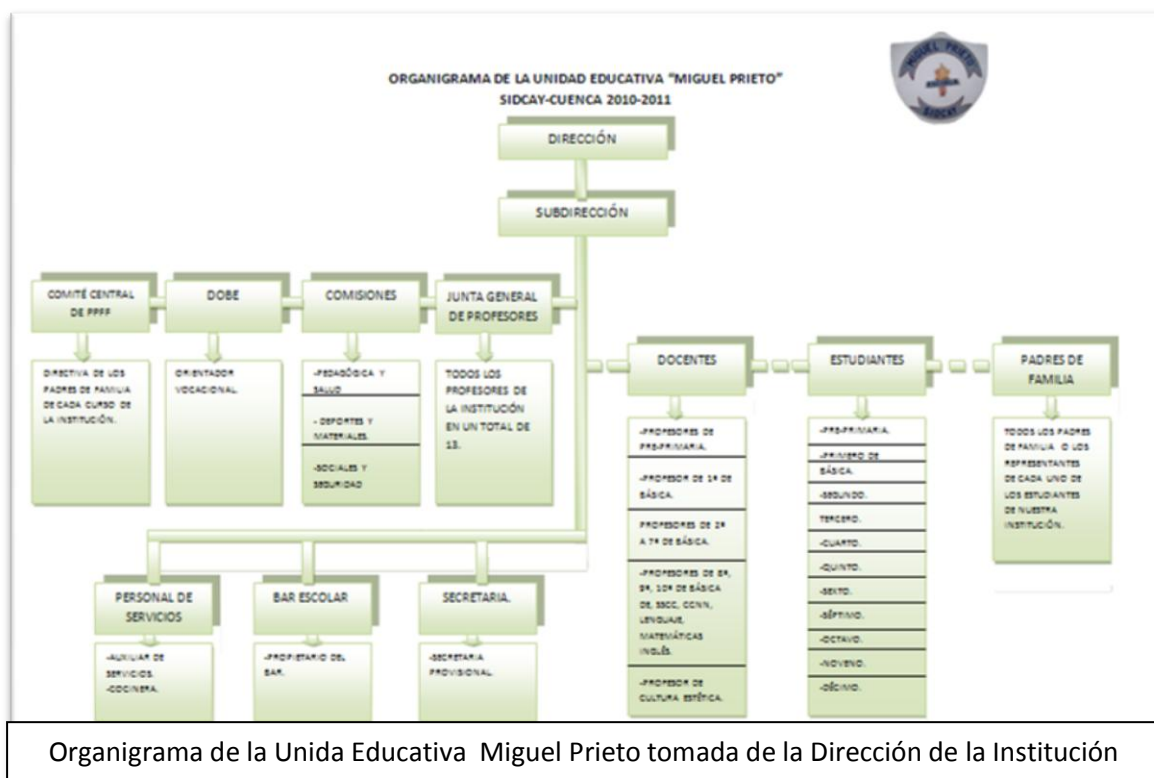 ORGANIGRAMA DE LA UNIDAD EDUCATIVA "MIGUEL PRIETO"
SIDCAY-CUENCA 2010-2011
MIGUEL PRIETO
SIDCAY
DIRECCIÓN
SUBDIRECCIÓN
COMITÉ CENTRAL
DE PPFF
DOBE
COMISIONES
JUNTA GENERAL
DE PROFESORES
DIRECTIVA DE LOS
PADRES DE FAMILIA
DE CADA CURSO DE
LA INSTITUCIÓN.
ORIENTADOR
VOCACIONAL.
-PEDAGÓGICA Y
SALUD
- DEPORTES Y
MATERIALES.
-SOCIALES Y
SEGURIDAD
TODOS LOS
PROFESORES DE
LA INSTITUCIÓN
EN UN TOTAL DE
13.
DOCENTES
ESTUDIANTES
PADRES DE
FAMILIA
-PROFESORES DE
PRE-PRIMARIA.
-PROFESOR DE 1º DE
BÁSICA.
PROFESORES DE 2º
A 7º DE BÁSICA.
-PROFESORES DE 8º,
9º, 10º DE BÁSICA
DE, SSCC, CCNN,
LENGUAJE,
MATEMÁTICAS
INGLÉS.
-PROFESOR DE
CULTURA ESTÉTICA.
-PRE-PRIMARIA.
-PRIMERO DE
BÁSICA.
-SEGUNDO.
TERCERO.
-CUARTO.
-QUINTO.
-SEXTO.
-SÉPTIMO.
-OCTAVO.
-NOVENO.
-DÉCIMO.
TODOS LOS PADRES
DE FAMILIA O LOS
REPRESENTANTES
DE CADA UNO DE
LOS ESTUDIANTES
DE NUESTRA
INSTITUCIÓN.
PERSONAL DE
SERVICIOS
BAR ESCOLAR
SECRETARIA.
-AUXILIAR DE
SERVICIOS.
-COCINERA.
-PROPIETARIO DEL
BAR.
-SECRETARIA
PROVISIONAL
Organigrama de la Unida Educativa Miguel Prieto tomada de la Dirección de la Institución